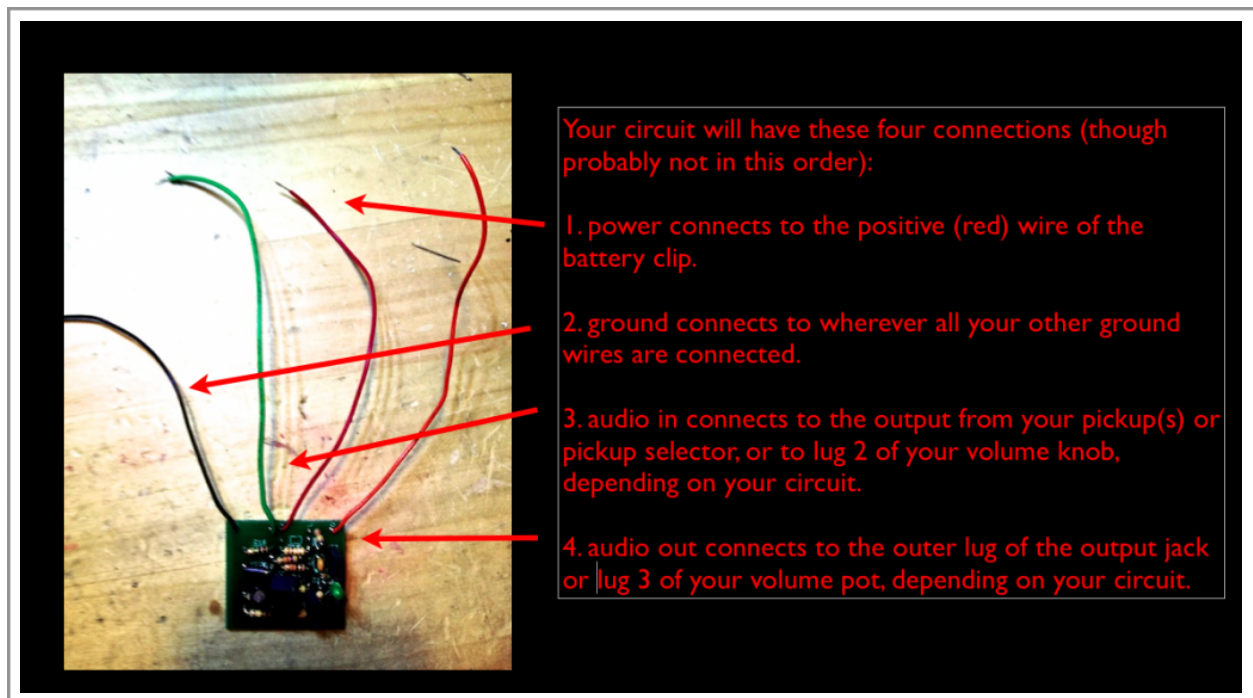 Your circuit will have these four connections (though
probably not in this order):
1. power connects to the positive (red) wire of the
battery clip.
2. ground connects to wherever all your other ground
wires are connected.
3. audio in connects to the output from your pickup(s) or
pickup selector, or to lug 2 of your volume knob,
depending on your circuit.
4. audio out connects to the outer lug of the output jack
or lug 3 of your volume pot, depending on your circuit.